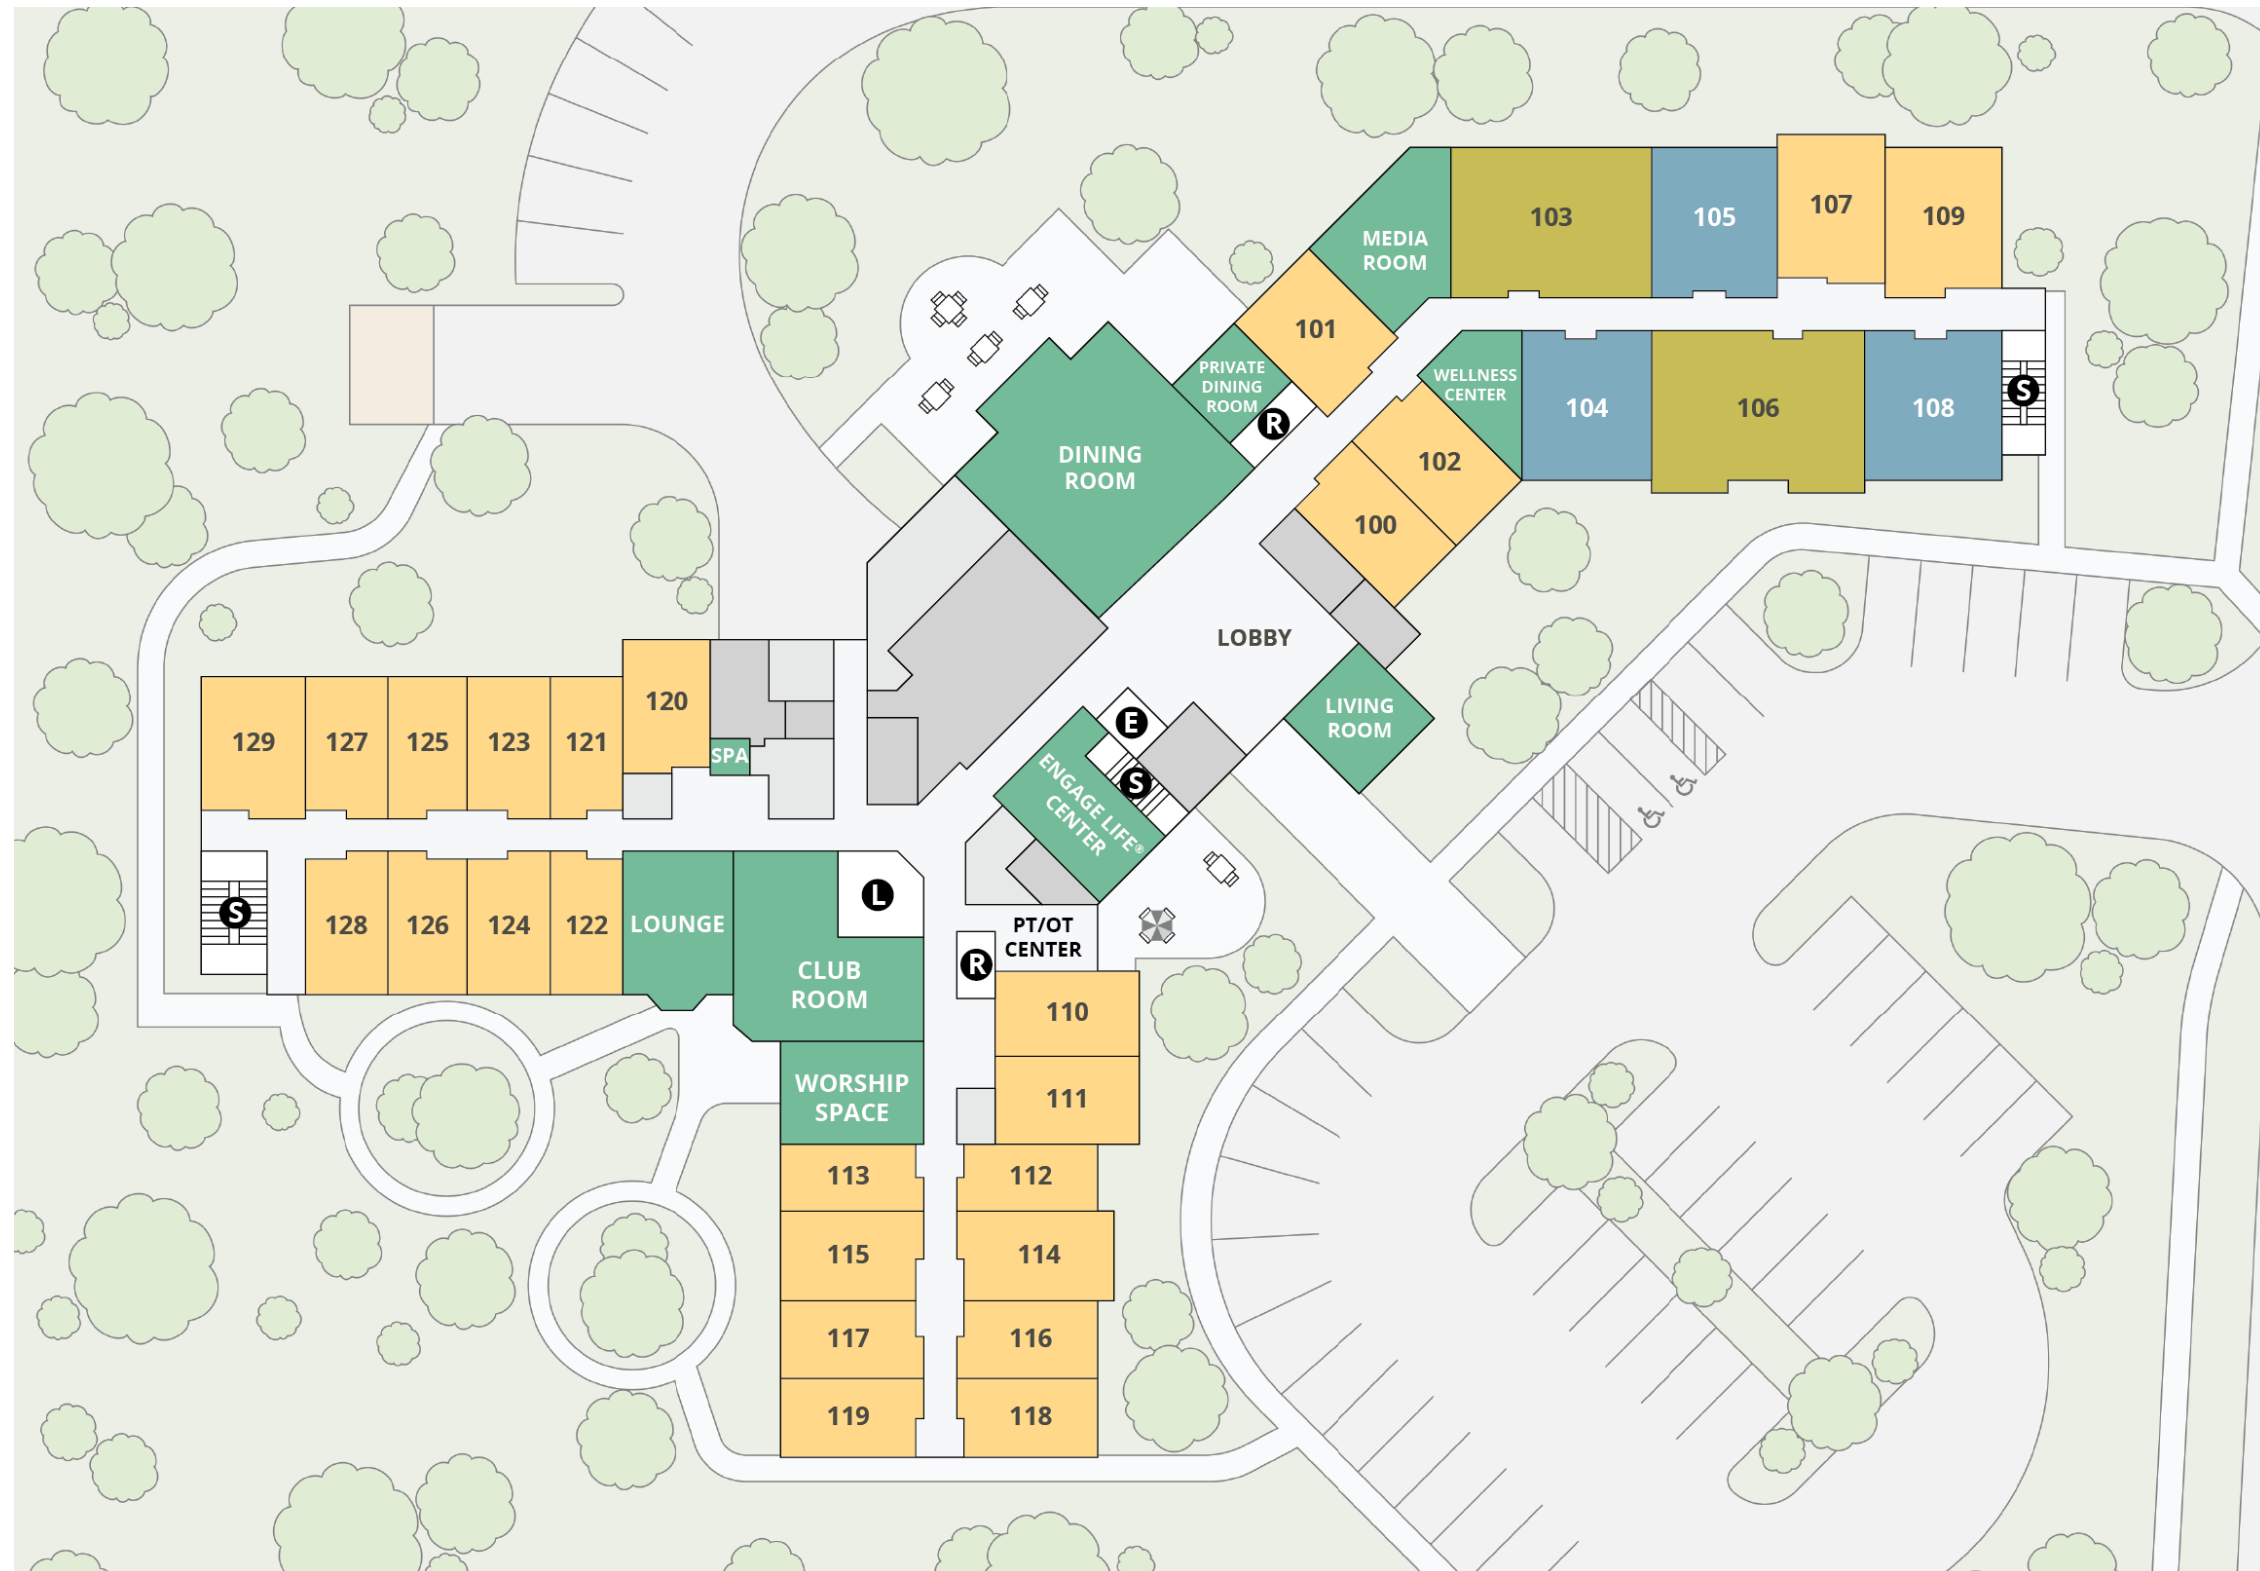 103
105
107
109
MEDIA
ROOM
101
PRIVATE
DINING
ROOM
R
WELLNESS
CENTER
104
106
108
S
102
100
DINING
ROOM
LOBBY
LIVING
ROOM
E
S
ENGAGE LIFE®
CENTER
129
127
125
123
121
120
SPA
S
128
126
124
122
LOUNGE
L
CLUB
ROOM
PT/OT
CENTER
R
110
WORSHIP
SPACE
111
113
112
115
114
117
116
119
118